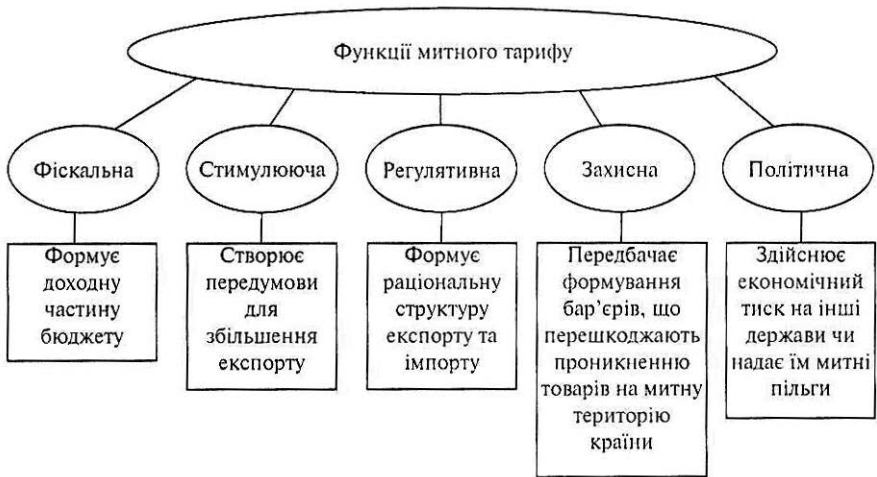 Функції митного тарифу
Фіскальна
Стимулююча
Регулятивна
Захисна
Політична
Формує
доходну
частину
бюджету
Створює
передумови
для
збільшення
експорту
Формує
раціональну
структуру
експорту та
імпорту
Передбачає
формування
бар’єрів, що
перешкоджають
проникненню
товарів на митну
територію
країни
Здійснює
економічний
тиск на інші
держави чи
надає їм митні
пільги